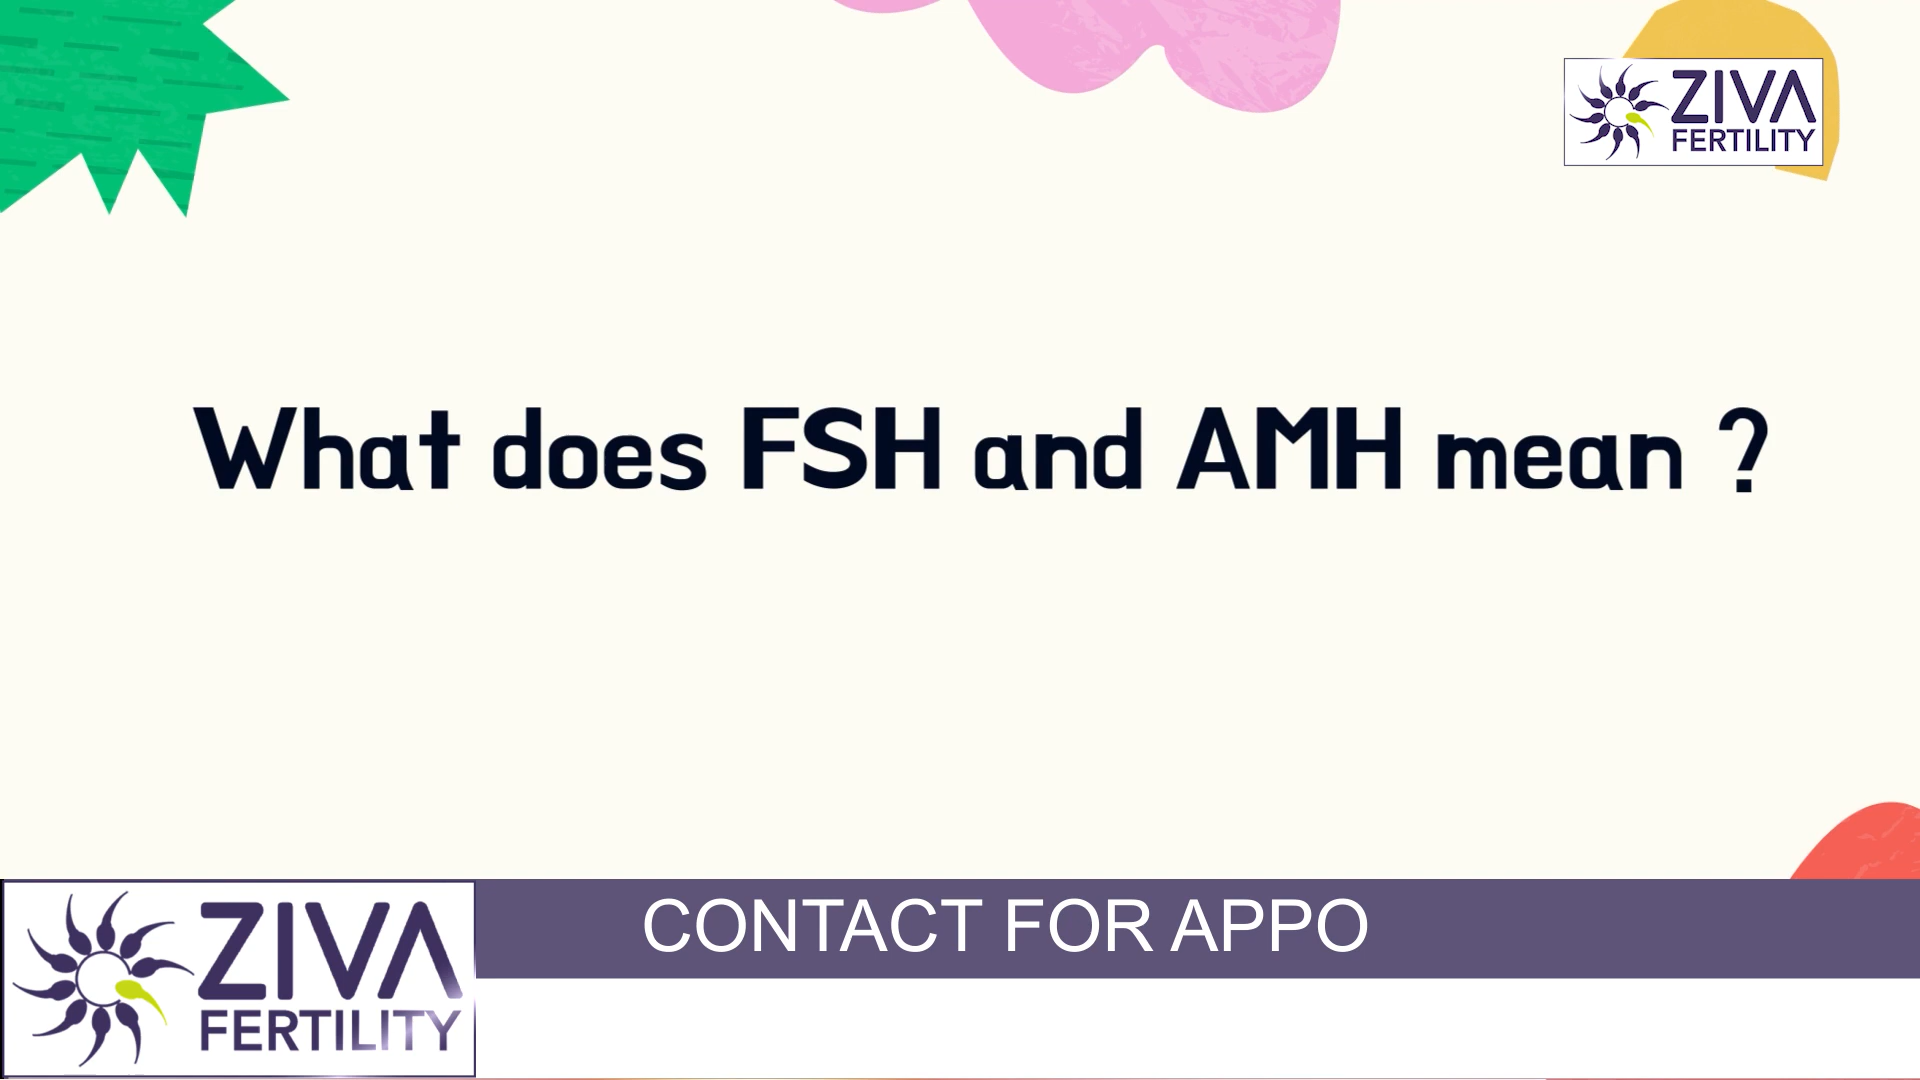 ZIVA
FERTILITY
What does FSH and AMH mean ?
CONTACT FOR APPO
ZIVA
FERTILITY